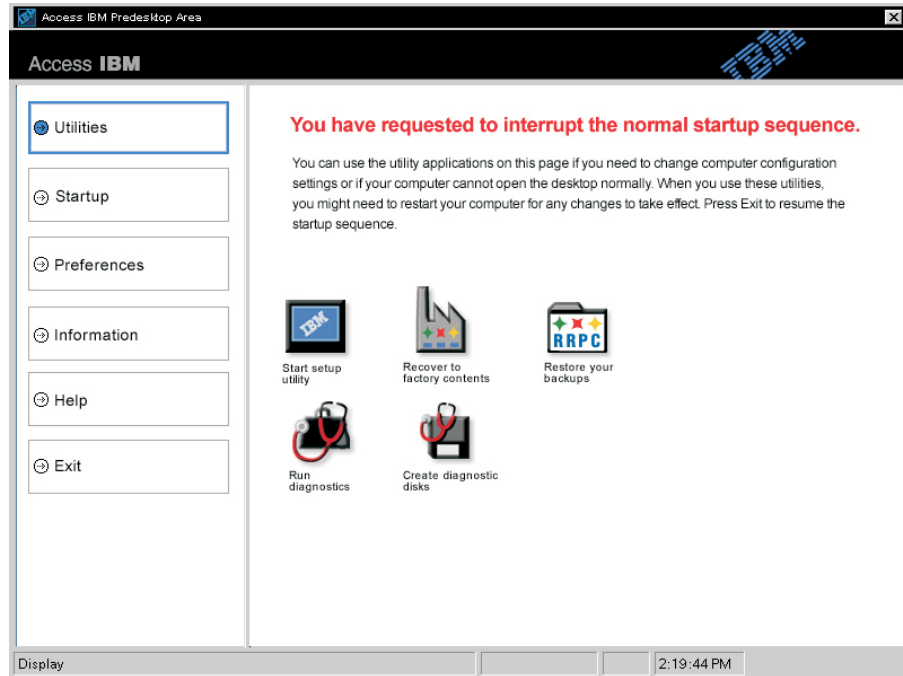 Access IBM Predesktop Area
Access IBM
IBM
Utilities
Startup
Preferences
Information
Help
Exit
You have requested to interrupt the normal startup sequence.
You can use the utility applications on this page if you need to change computer configuration
settings or if your computer cannot open the desktop normally. When you use these utilities,
you might need to restart your computer for any changes to take effect. Press Exit to resume the
startup sequence.
IBM
Start setup
utility
Recover to
factory contents
RRPC
Restore your
backups
Run
diagnostics
Create diagnostic
disks
Display
2:19:44 PM